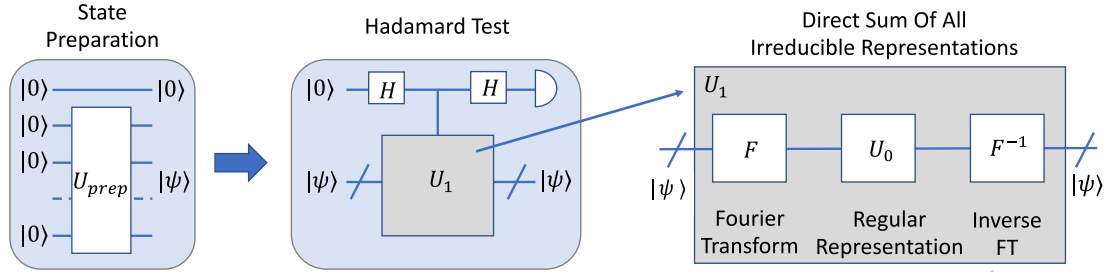 State
Preparation
|0⟩
|0⟩
|0⟩
|0⟩
|0⟩
U_prep
|ψ⟩
Hadamard Test
|0⟩
H
H
|ψ⟩
U_1
|ψ⟩
Direct Sum Of All
Irreducible Representations
U_1
F
U_0
F^{-1}
|ψ⟩
|ψ⟩
Fourier
Transform
Regular
Representation
Inverse
FT